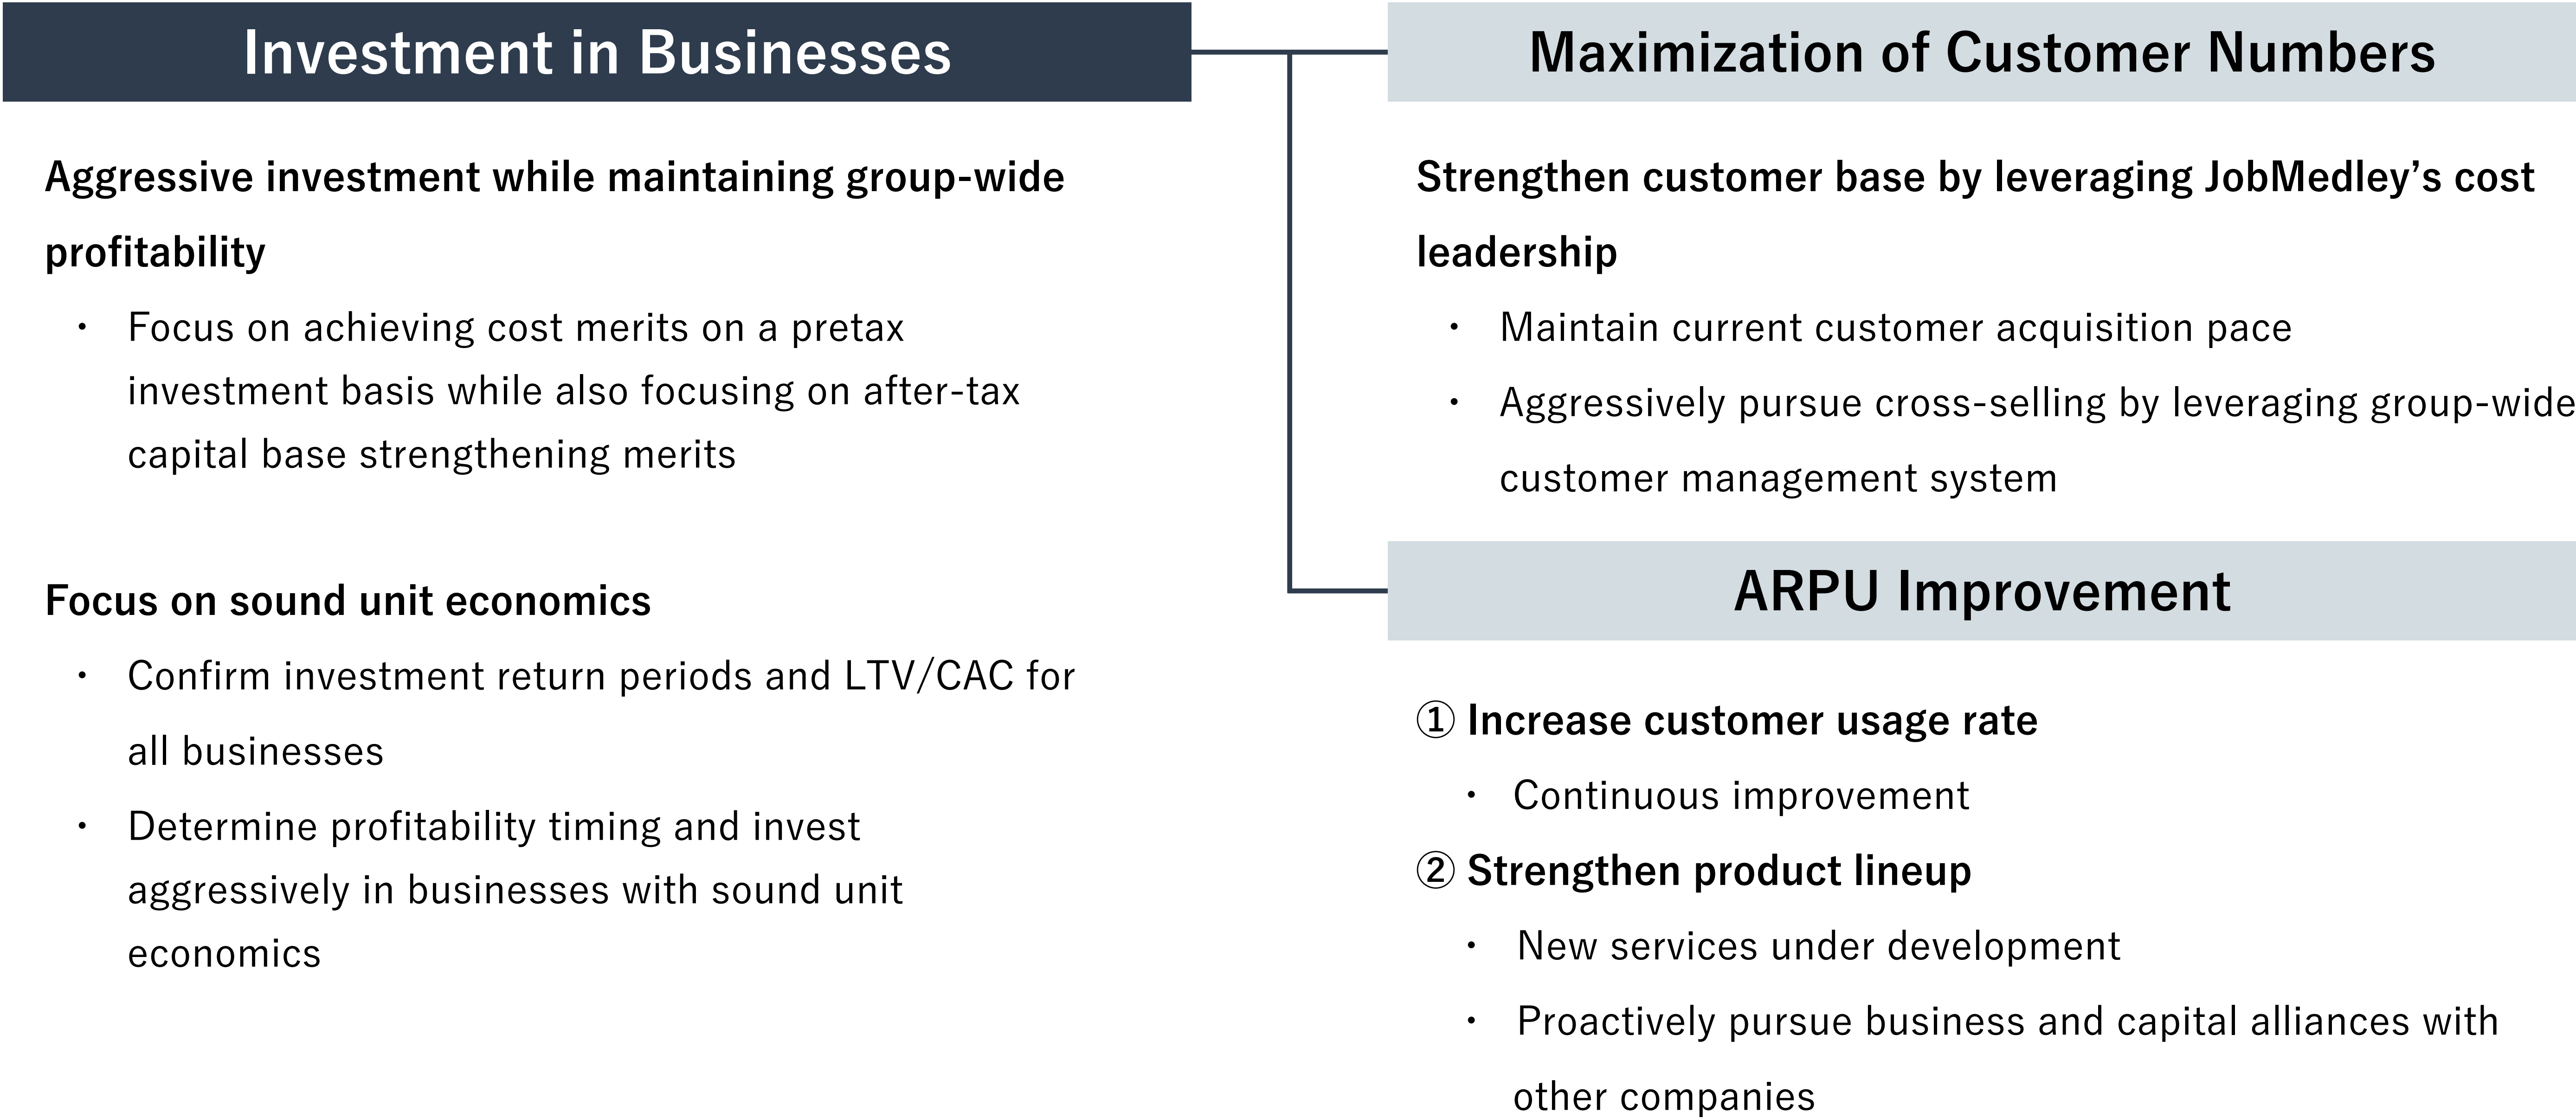 Investment in Businesses
Aggressive investment while maintaining group-wide
profitability
・ Focus on achieving cost merits on a pretax
investment basis while also focusing on after-tax
capital base strengthening merits
Focus on sound unit economics
・ Confirm investment return periods and LTV/CAC for
all businesses
・ Determine profitability timing and invest
aggressively in businesses with sound unit
economics
Maximization of Customer Numbers
Strengthen customer base by leveraging JobMedley’s cost
leadership
・ Maintain current customer acquisition pace
・ Aggressively pursue cross-selling by leveraging group-wide
customer management system
ARPU Improvement
① Increase customer usage rate
・ Continuous improvement
② Strengthen product lineup
・ New services under development
・ Proactively pursue business and capital alliances with
other companies